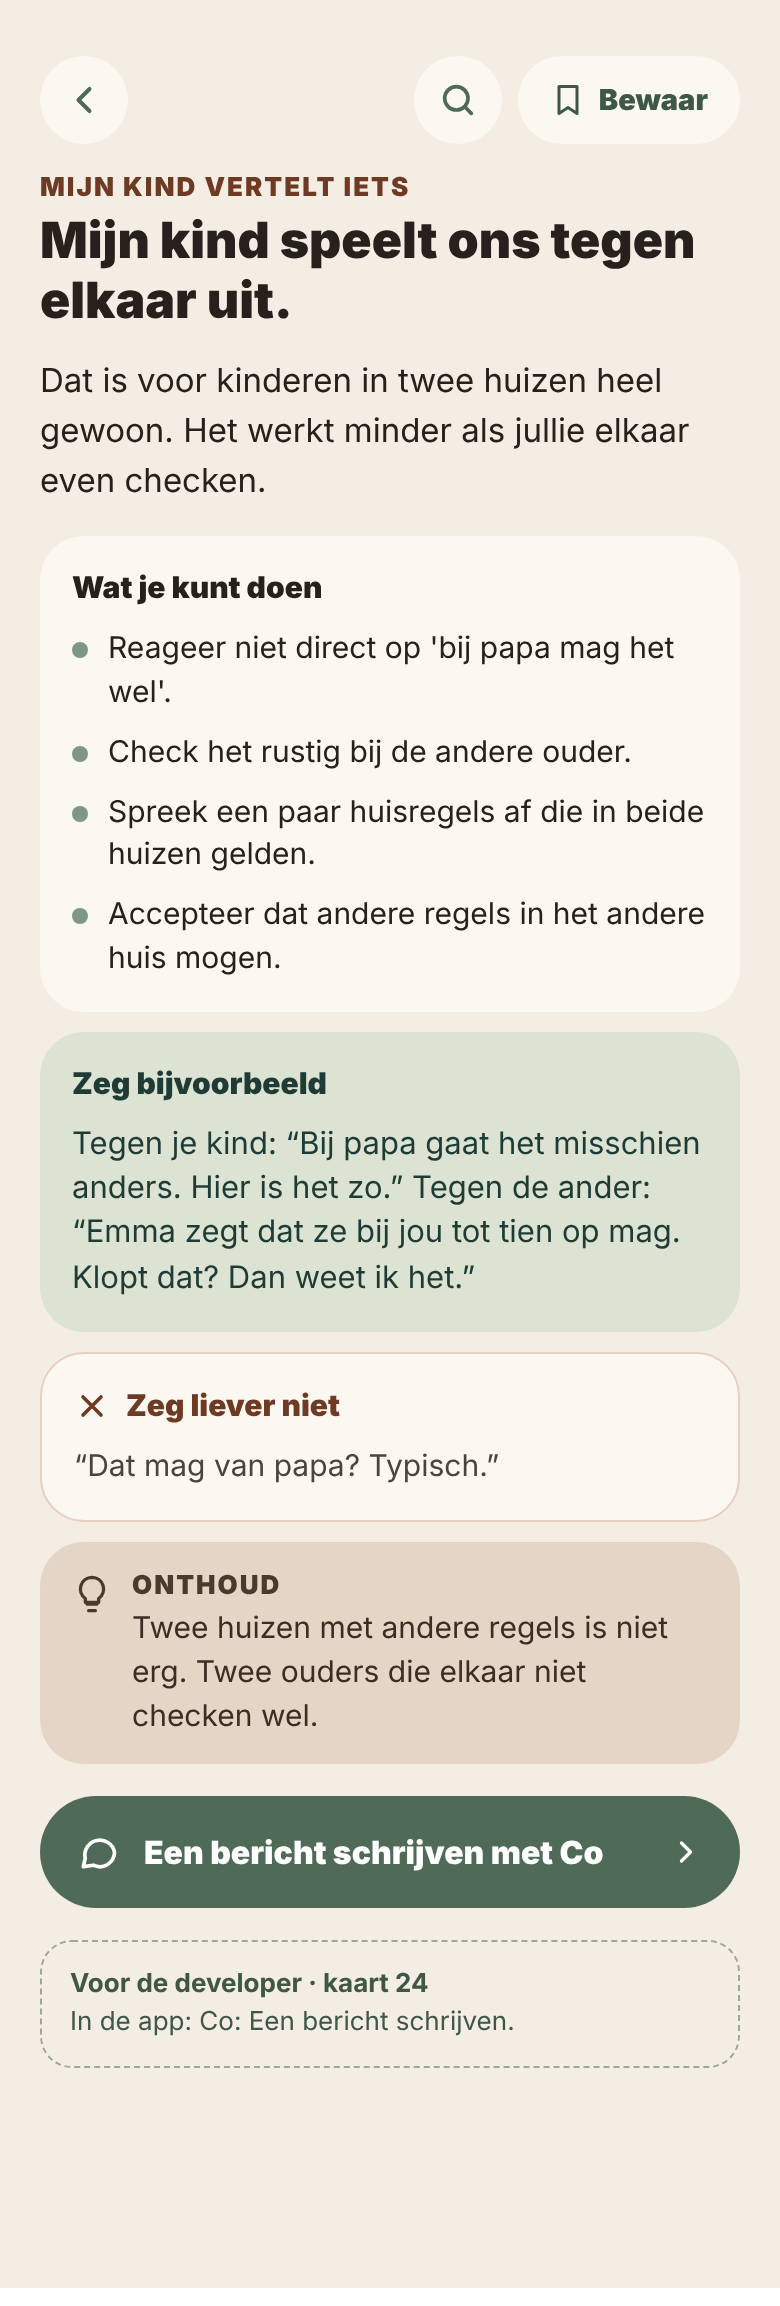 Bewaar
MIJN KIND VERTELT IETS
Mijn kind speelt ons tegen
elkaar uit.
Dat is voor kinderen in twee huizen heel
gewoon. Het werkt minder als jullie elkaar
even checken.
Wat je kunt doen
Reageer niet direct op 'bij papa mag het
wel'.
Check het rustig bij de andere ouder.
Spreek een paar huisregels af die in beide
huizen gelden.
Accepteer dat andere regels in het andere
huis mogen.
Zeg bijvoorbeeld
Tegen je kind: “Bij papa gaat het misschien
anders. Hier is het zo.” Tegen de ander:
“Emma zegt dat ze bij jou tot tien op mag.
Klopt dat? Dan weet ik het.”
Zeg liever niet
“Dat mag van papa? Typisch.”
ONTHOUD
Twee huizen met andere regels is niet
erg. Twee ouders die elkaar niet
checken wel.
Een bericht schrijven met Co
Voor de developer · kaart 24
In de app: Co: Een bericht schrijven.